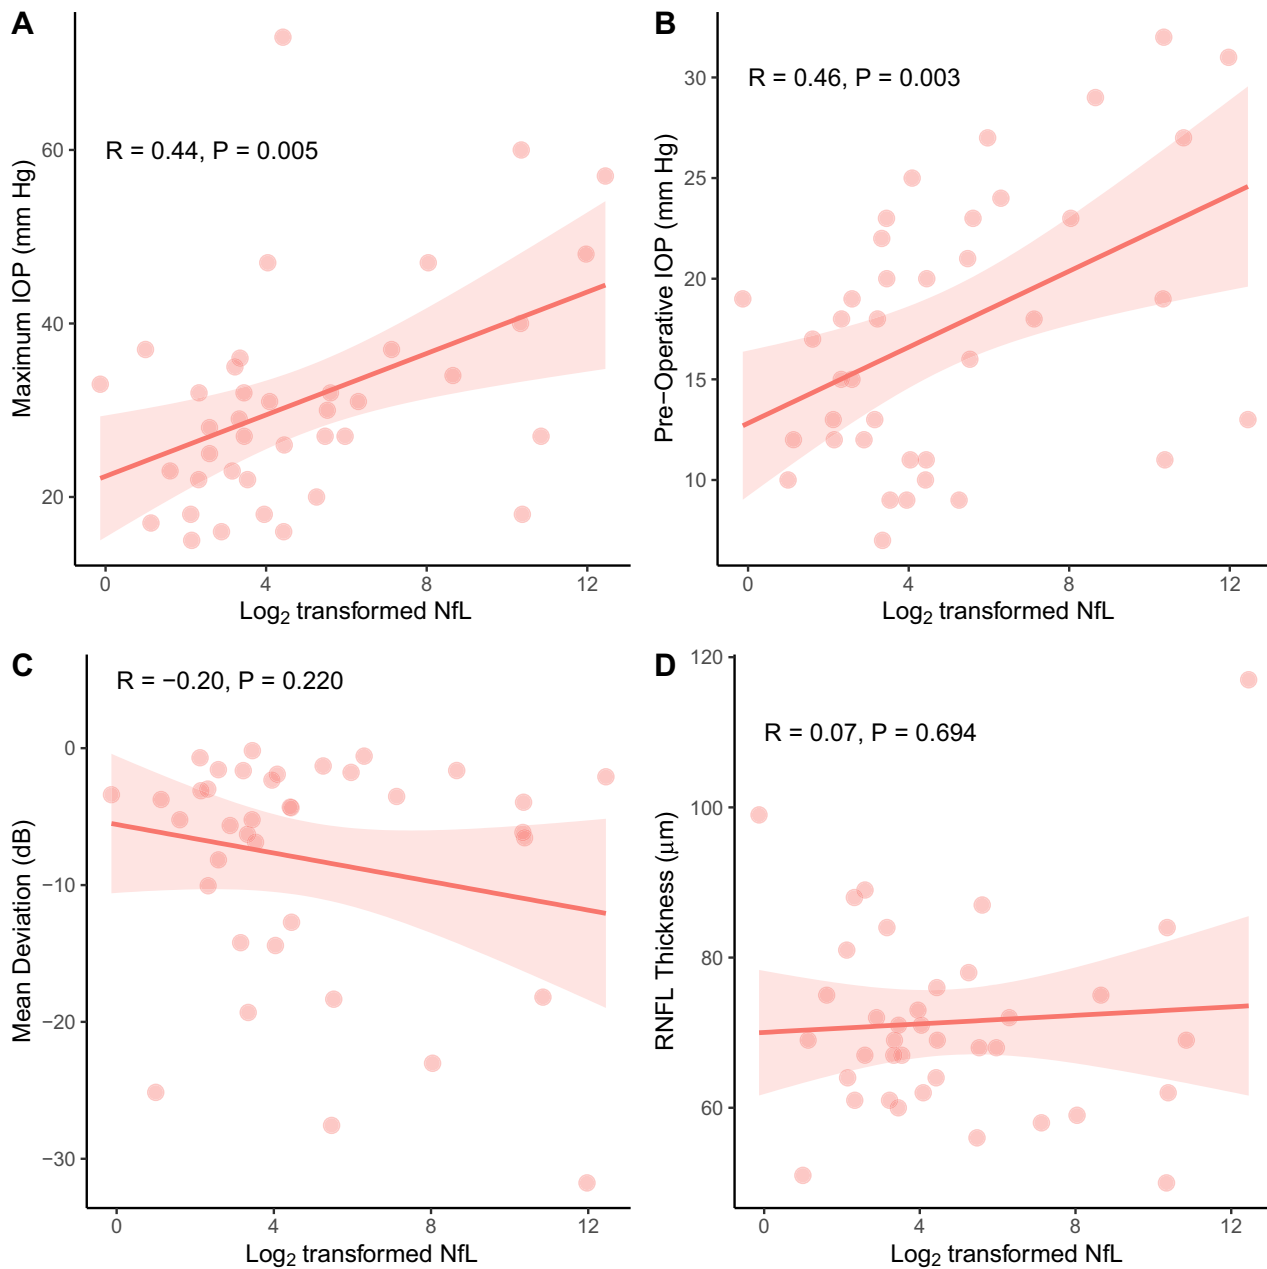 A
R = 0.44, P = 0.005
Maximum IOP (mm Hg)
60
40
20
0 4 8 12
Log₂ transformed NfL
B
R = 0.46, P = 0.003
Pre-Operative IOP (mm Hg)
30
25
20
15
10
0 4 8 12
Log₂ transformed NfL
C
R = −0.20, P = 0.220
Mean Deviation (dB)
0
−10
−20
−30
0 4 8 12
Log₂ transformed NfL
D
R = 0.07, P = 0.694
RNFL Thickness (μm)
120
100
80
60
0 4 8 12
Log₂ transformed NfL